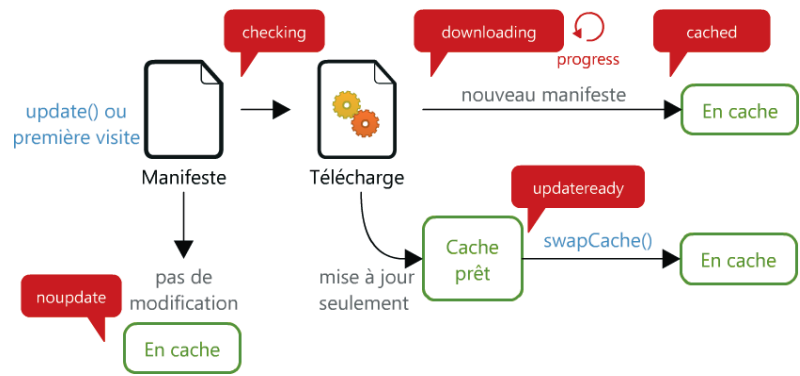 checking
downloading
progress
cached
update() ou
première visite
nouveau manifeste
En cache
Manifeste
Télécharge
updateready
swapCache()
Cache
prêt
En cache
noupdate
pas de
modification
mise à jour
seulement
En cache